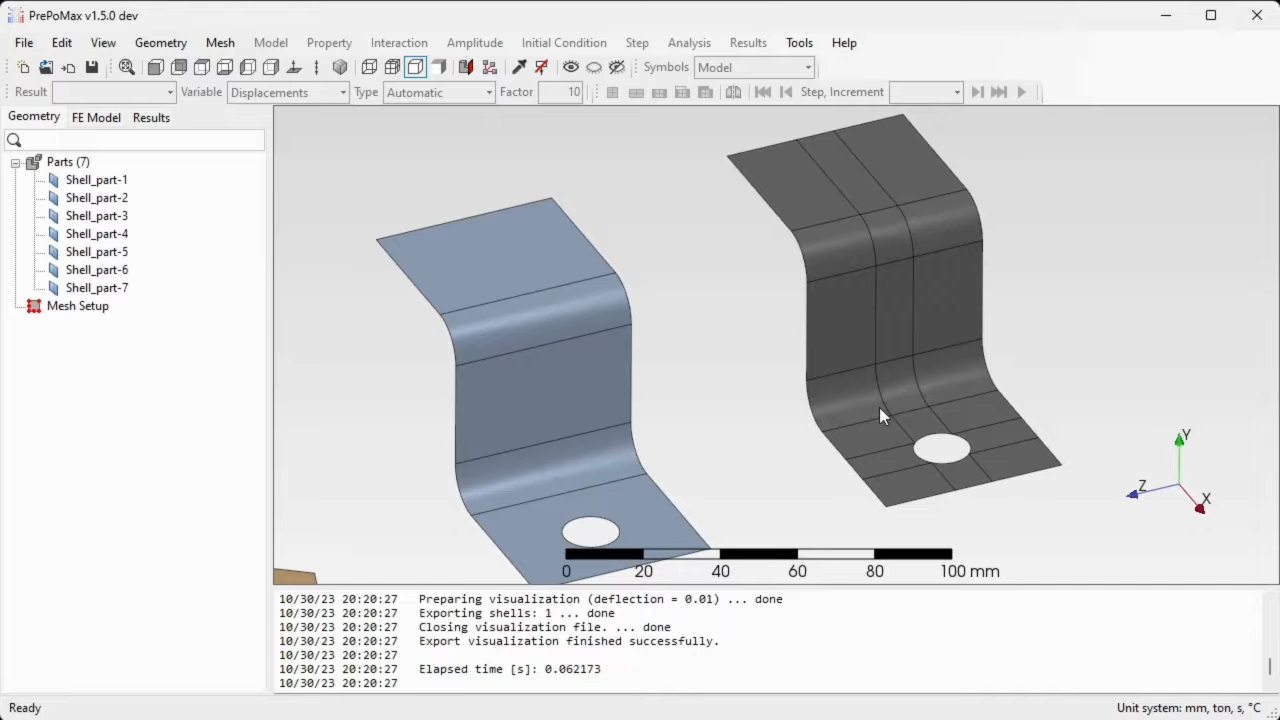 PrePoMax v1.5.0 dev
File Edit View Geometry Mesh Model Property Interaction Amplitude Initial Condition Step Analysis Results Tools Help
Symbols Model
Result Variable Displacements Type Automatic Factor 10 Step, Increment
Geometry FE Model Results
Parts (7)
Shell_part-1
Shell_part-2
Shell_part-3
Shell_part-4
Shell_part-5
Shell_part-6
Shell_part-7
Mesh Setup
Y
Z
X
0 20 40 60 80 100 mm
10/30/23 20:20:27 Preparing visualization (deflection = 0.01) ... done
10/30/23 20:20:27 Exporting shells: 1 ... done
10/30/23 20:20:27 Closing visualization file. ... done
10/30/23 20:20:27 Export visualization finished successfully.
10/30/23 20:20:27
10/30/23 20:20:27 Elapsed time [s]: 0.062173
10/30/23 20:20:27
Ready Unit system: mm, ton, s, °C